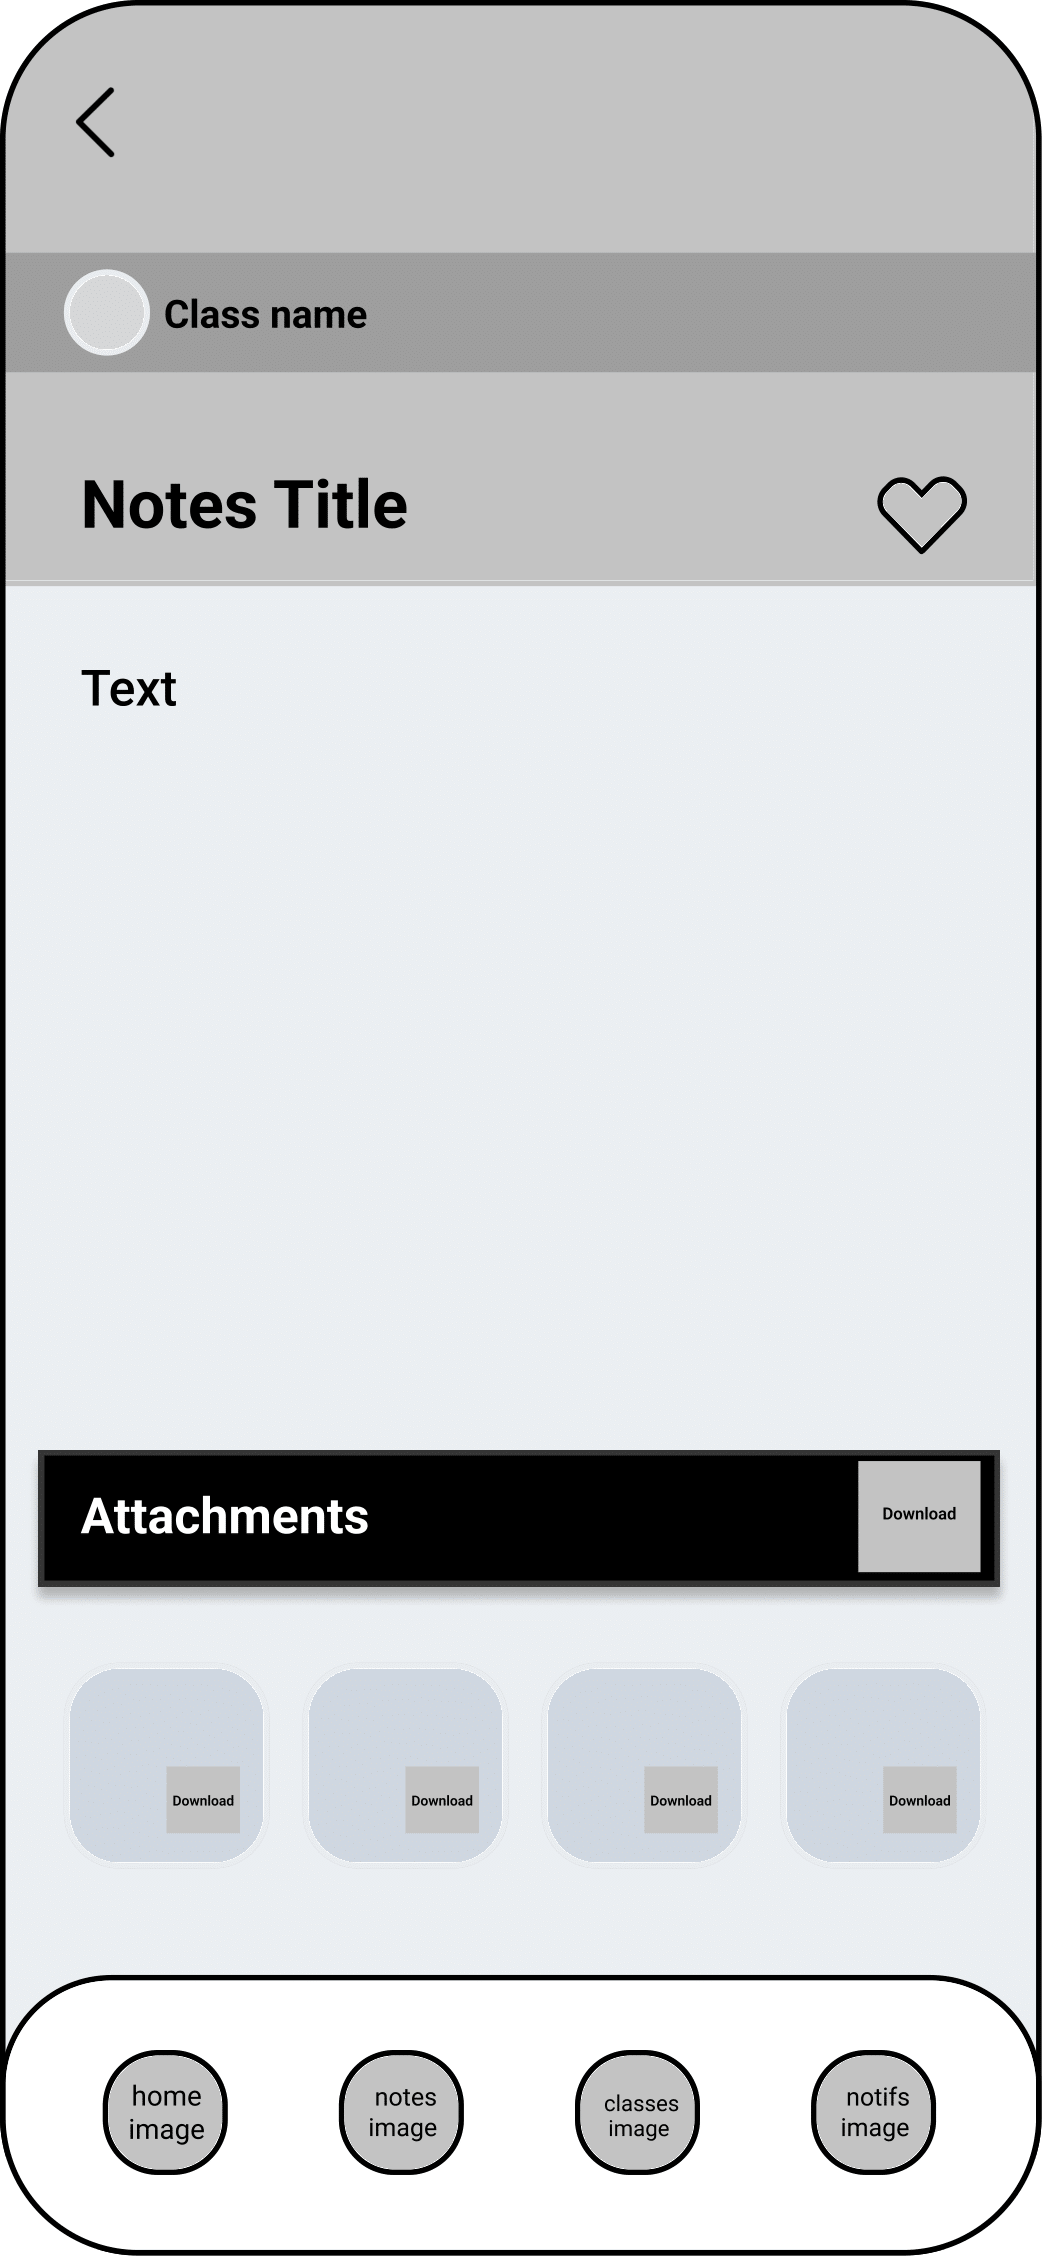 Class name
Notes Title
Text
Attachments
Download
Download
Download
Download
Download
home
image
notes
image
classes
image
notifs
image